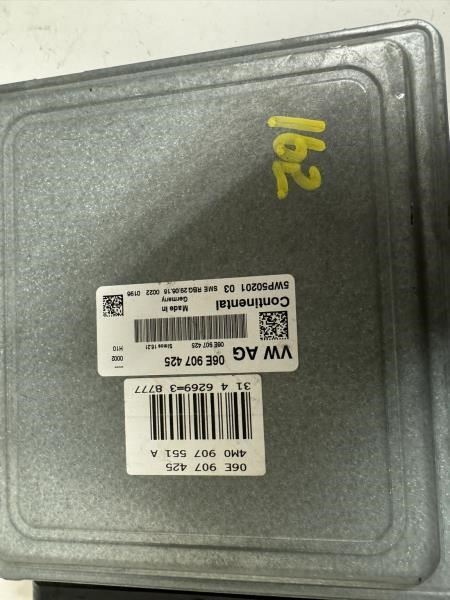 162
VW AG 06E 907 425
0002 H10
06E 907 425 Simos 16.21
Continental
Made in Germany
5WP50201 03 SME RBG:29.06.16 0022 0196
31 4 6269=3 8777
4M0 907 551 A
06E 907 425